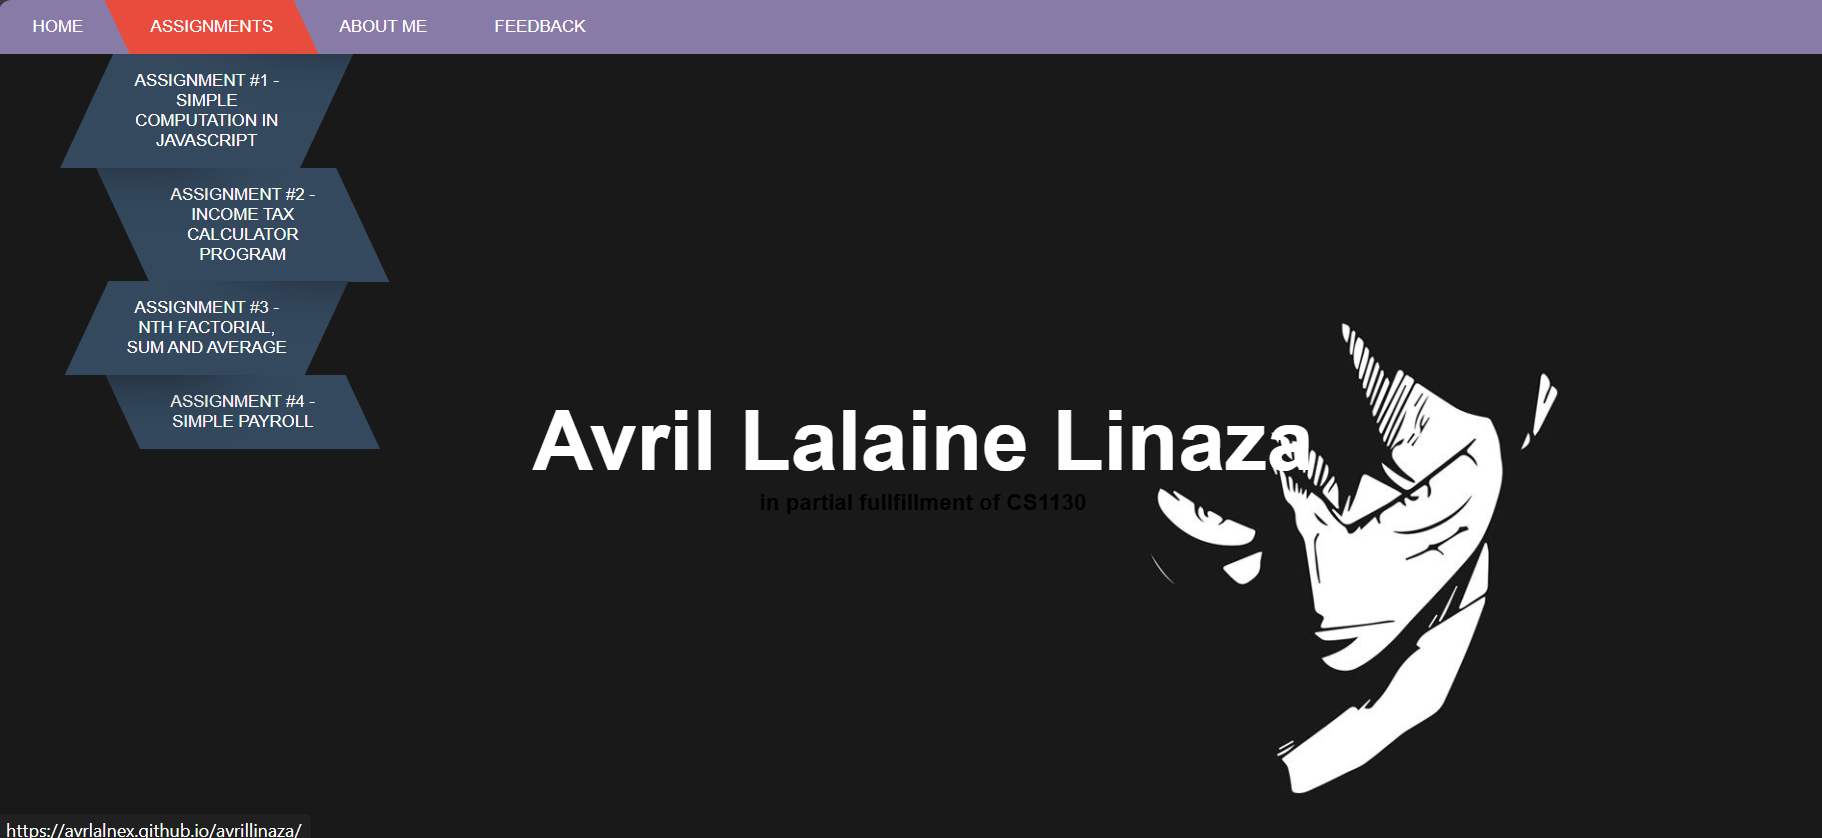 HOME
ASSIGNMENTS
ABOUT ME
FEEDBACK
ASSIGNMENT #1 -
SIMPLE
COMPUTATION IN
JAVASCRIPT
ASSIGNMENT #2 -
INCOME TAX
CALCULATOR
PROGRAM
ASSIGNMENT #3 -
NTH FACTORIAL,
SUM AND AVERAGE
ASSIGNMENT #4 -
SIMPLE PAYROLL
Avril Lalaine Linaza
in partial fullfillment of CS1130
https://avrlalnex.github.io/avrillinaza/